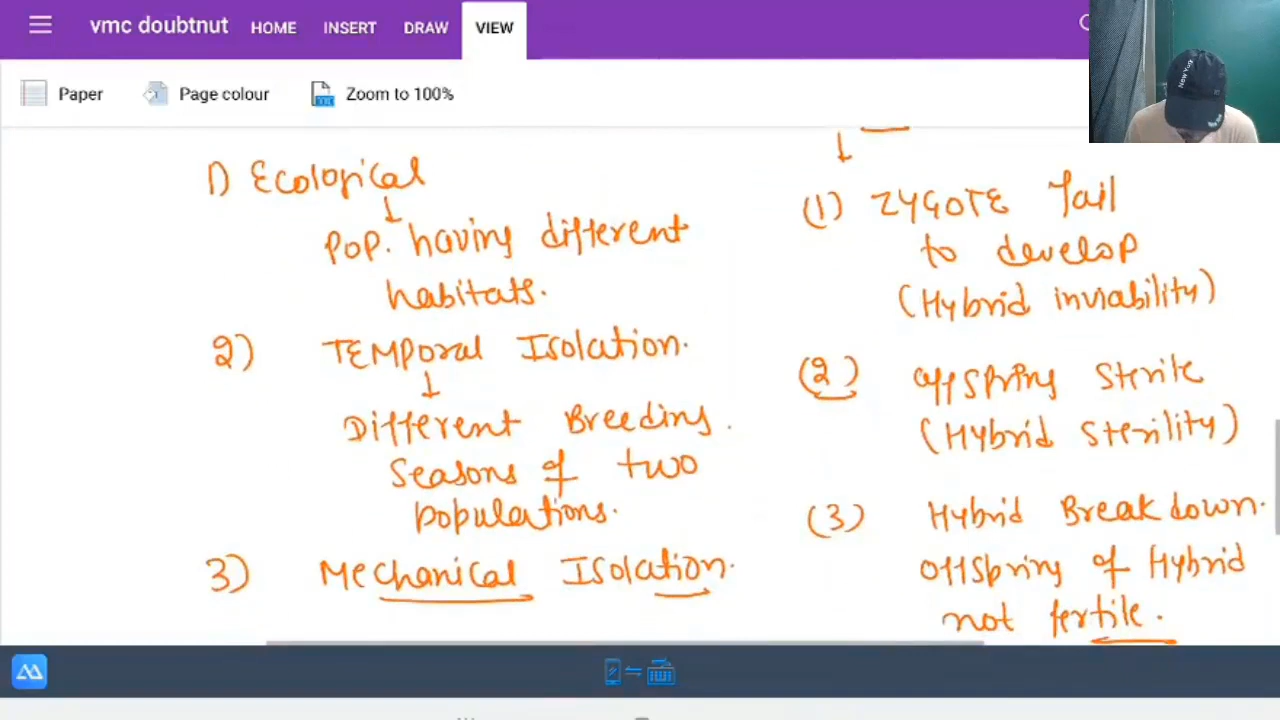 vmc doubtnut HOME INSERT DRAW VIEW
Paper Page colour Zoom to 100%
New York
1) Ecological
Pop. having different
habitats.
2) TEMPoral Isolation.
Different Breeding
Seasons of two
populations.
3) Mechanical Isolation.
(1) ZYGOTE fail
to develop
(Hybrid inviability)
(2) offspring sterile
(Hybrid sterility)
(3) Hybrid Breakdown.
offspring of Hybrid
not fertile.